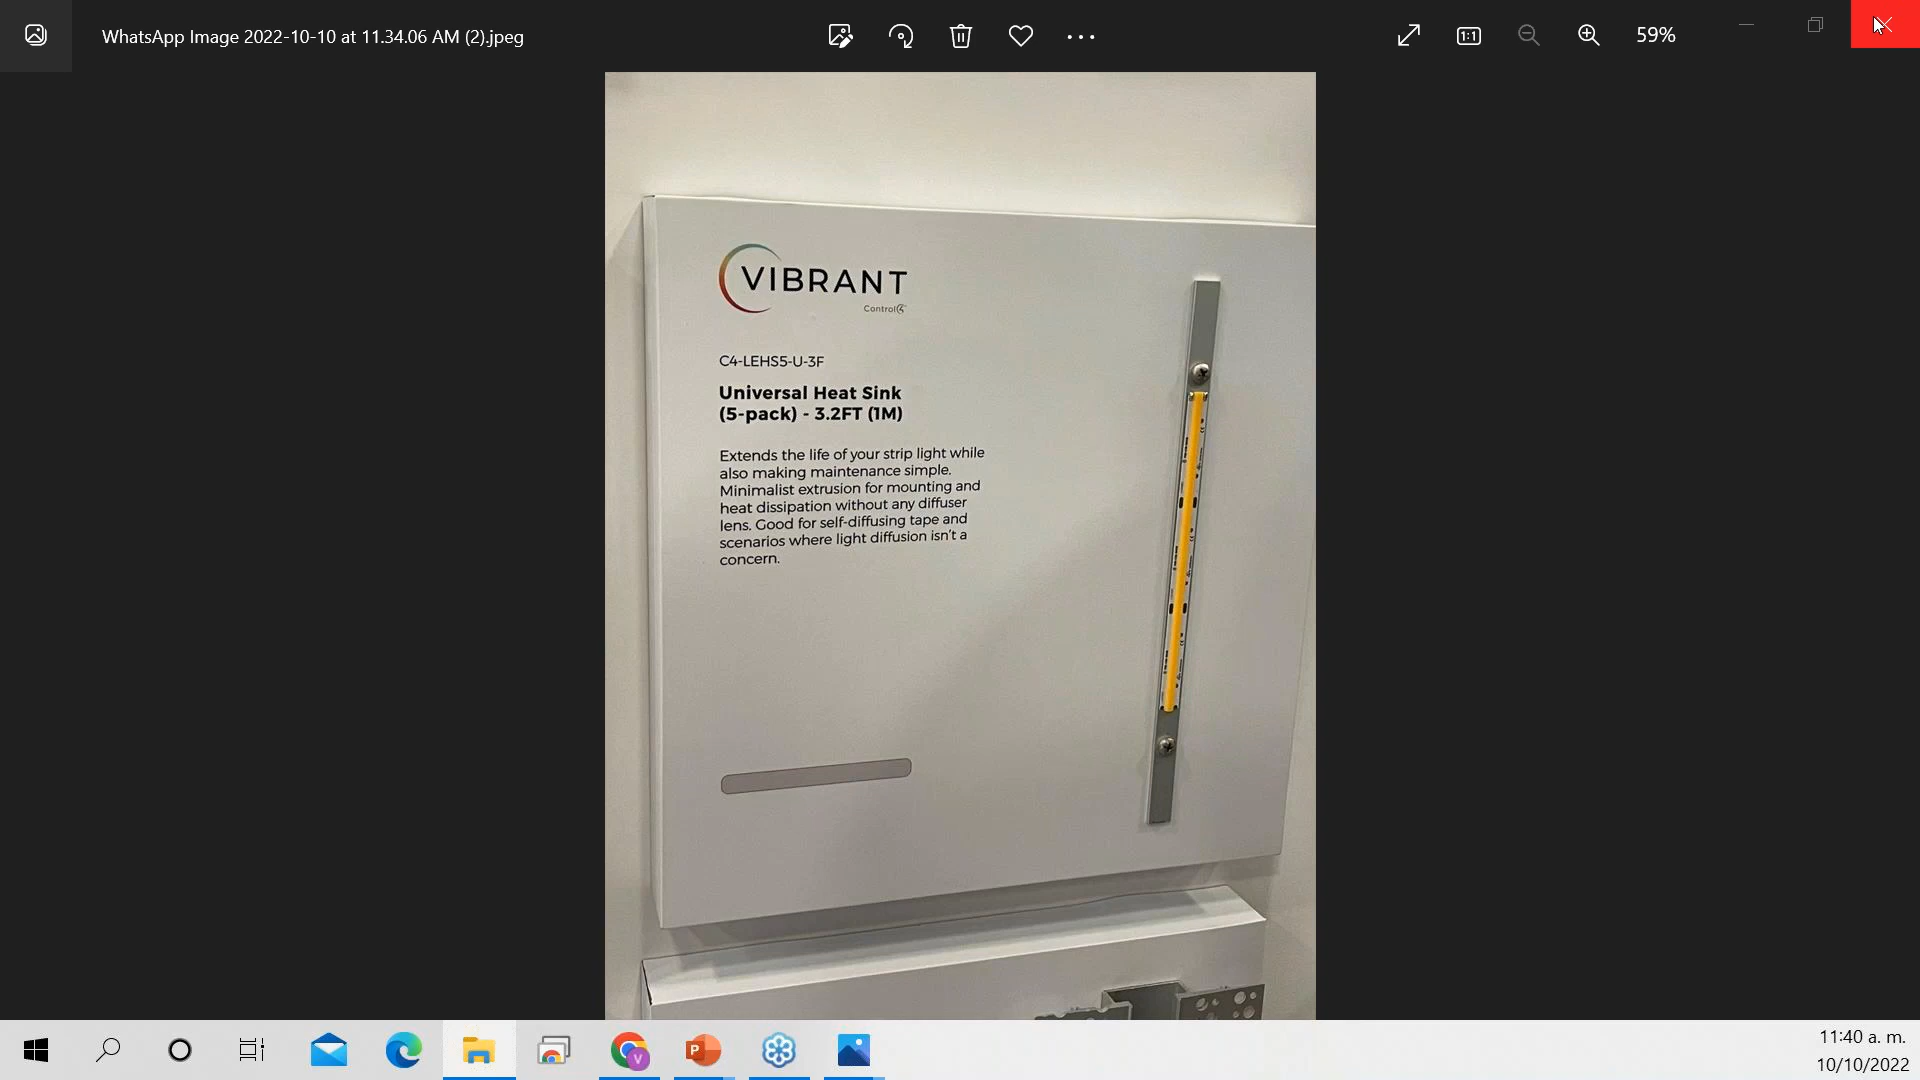 WhatsApp Image 2022-10-10 at 11.34.06 AM (2).jpeg
59%
VIBRANT
Control4
C4-LEHS5-U-3F
Universal Heat Sink
(5-pack) - 3.2FT (1M)
Extends the life of your strip light while
also making maintenance simple.
Minimalist extrusion for mounting and
heat dissipation without any diffuser
lens. Good for self-diffusing tape and
scenarios where light diffusion isn't a
concern.
11:40 a. m.
10/10/2022